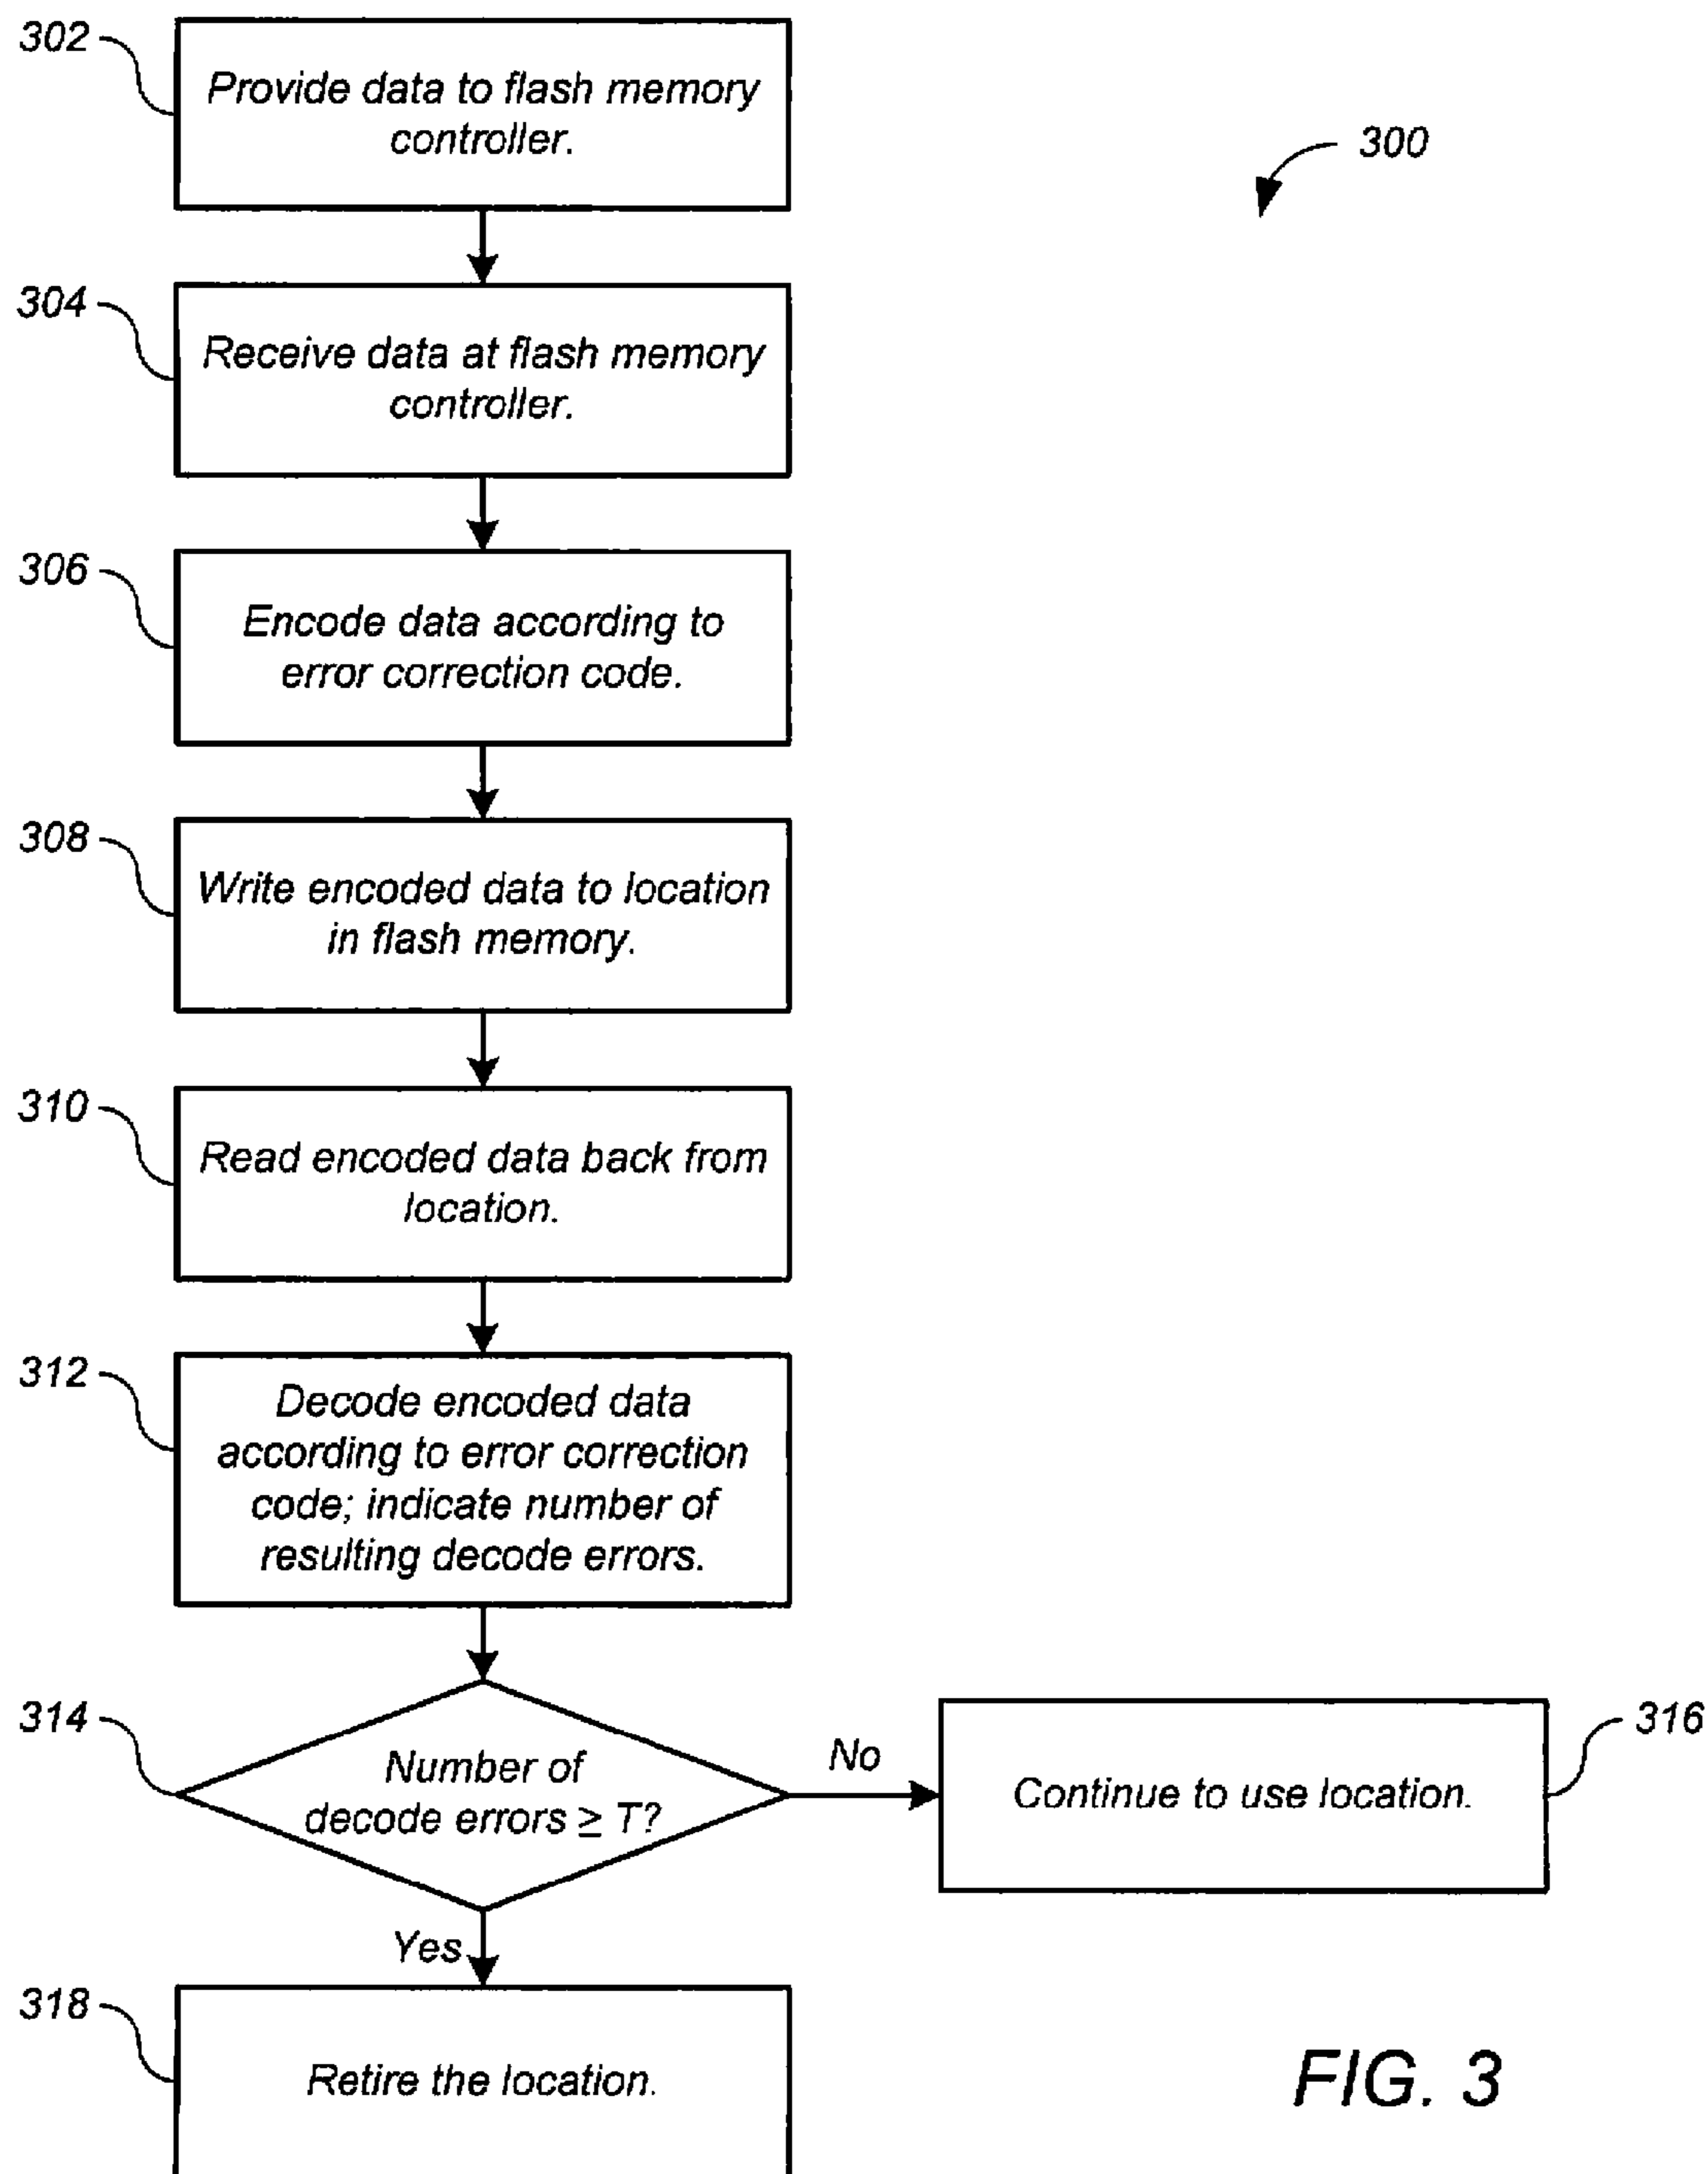 302
Provide data to flash memory
controller.
300
304
Receive data at flash memory
controller.
306
Encode data according to
error correction code.
308
Write encoded data to location
in flash memory.
310
Read encoded data back from
location.
312
Decode encoded data
according to error correction
code; indicate number of
resulting decode errors.
314
Number of
decode errors ≥ T?
No
Continue to use location.
316
Yes
318
Retire the location.
FIG. 3